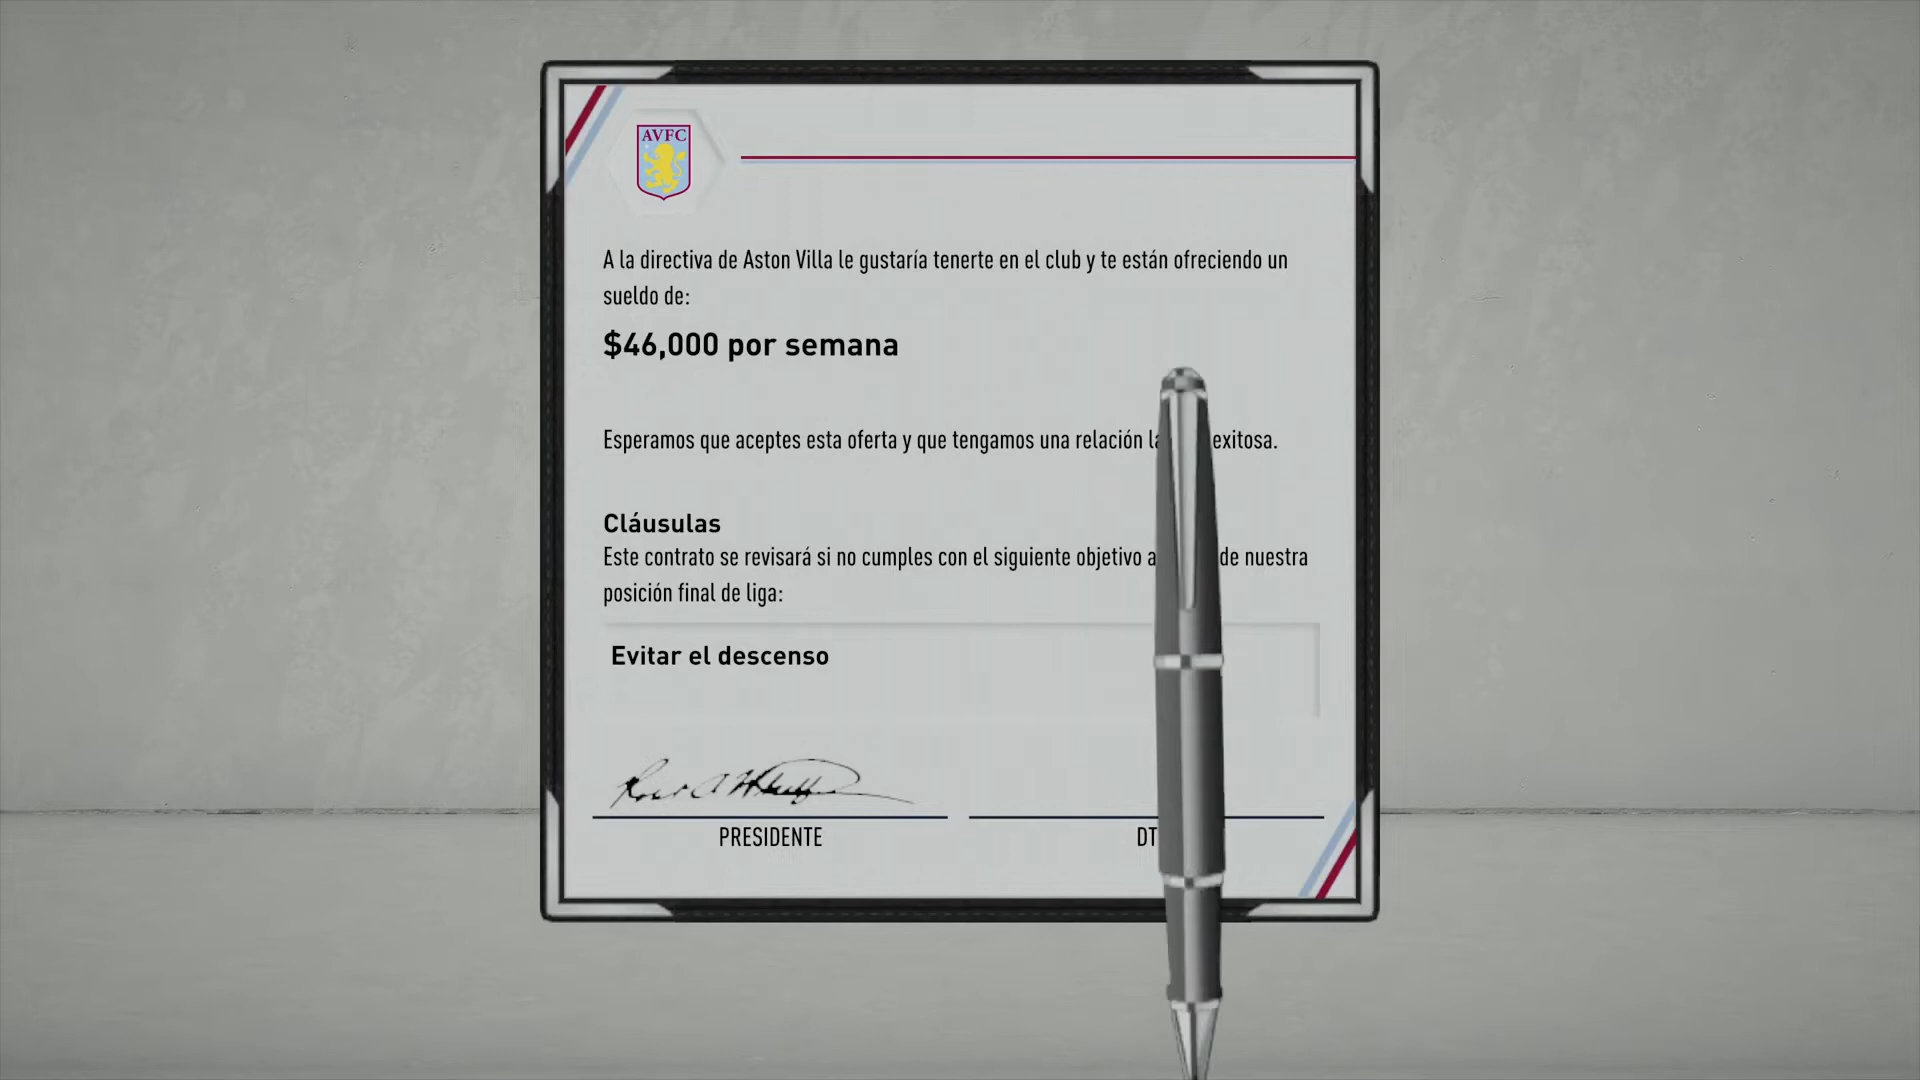 AVFC
A la directiva de Aston Villa le gustaría tenerte en el club y te están ofreciendo un
sueldo de:
$46,000 por semana
Esperamos que aceptes esta oferta y que tengamos una relación exitosa.
Cláusulas
Este contrato se revisará si no cumples con el siguiente objetivo de nuestra
posición final de liga:
Evitar el descenso
PRESIDENTE
DT